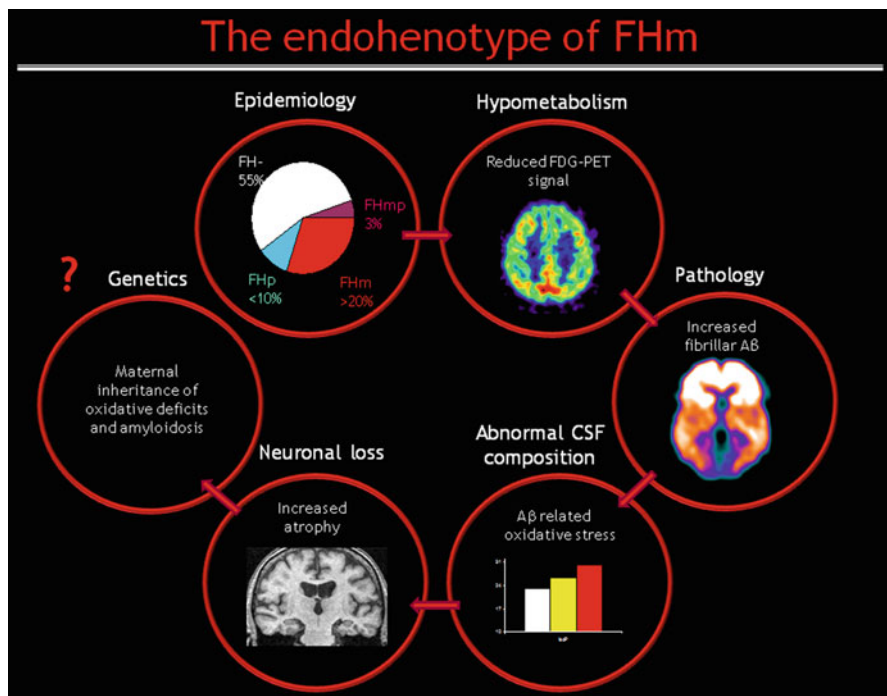 The endohenotype of FHm
Epidemiology
FH-
55%
FHmp
3%
FHp
<10%
FHm
>20%
Hypometabolism
Reduced FDG-PET
signal
Pathology
Increased
fibrillar Aß
Abnormal CSF
composition
Aβ related
oxidative stress
Neuronal loss
Increased
atrophy
?
Genetics
Maternal
inheritance of
oxidative deficits
and amyloidosis